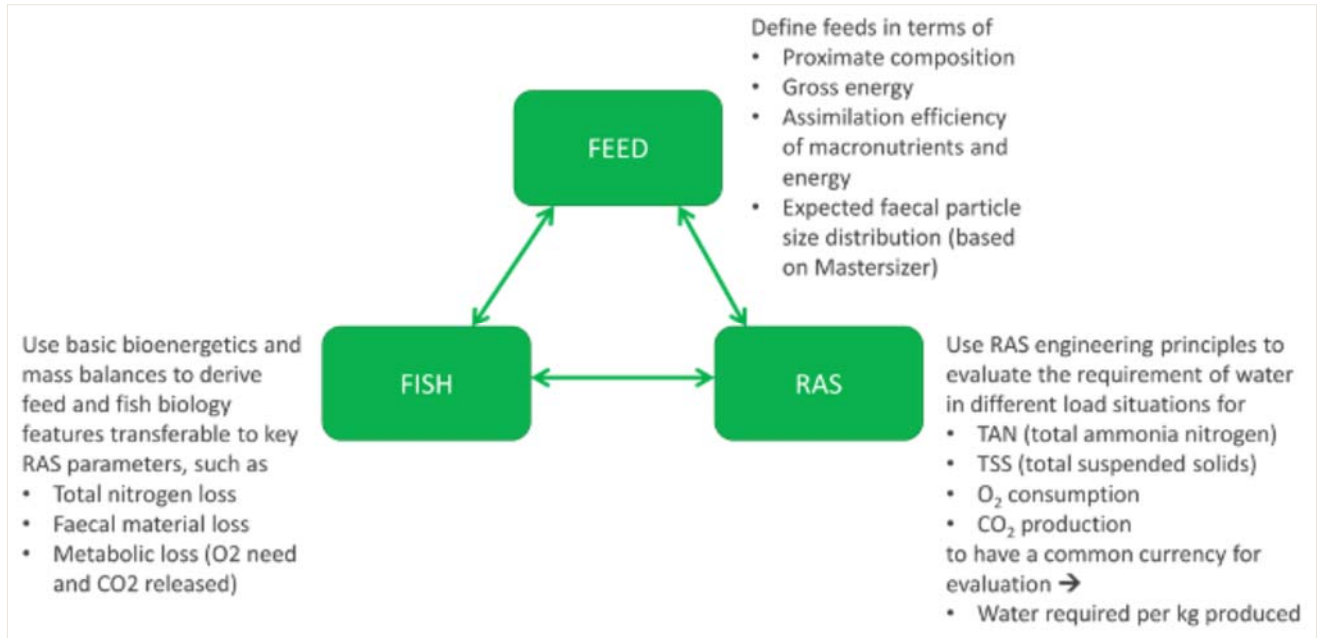 Define feeds in terms of
• Proximate composition
• Gross energy
• Assimilation efficiency
of macronutrients and
energy
• Expected faecal particle
size distribution (based
on Mastersizer)
FEED
Use basic bioenergetics and
mass balances to derive
feed and fish biology
features transferable to key
RAS parameters, such as
• Total nitrogen loss
• Faecal material loss
• Metabolic loss (O2 need
and CO2 released)
FISH
RAS
Use RAS engineering principles to
evaluate the requirement of water
in different load situations for
• TAN (total ammonia nitrogen)
• TSS (total suspended solids)
• O₂ consumption
• CO₂ production
to have a common currency for
evaluation →
• Water required per kg produced